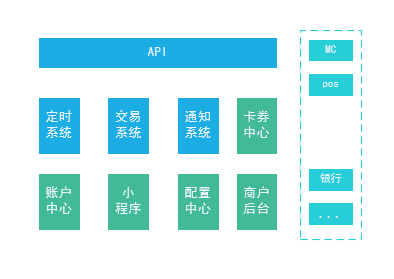 API
定时
系统
交易
系统
通知
系统
卡券
中心
账户
中心
小
程序
配置
中心
商户
后台
MC
pos
银行
...